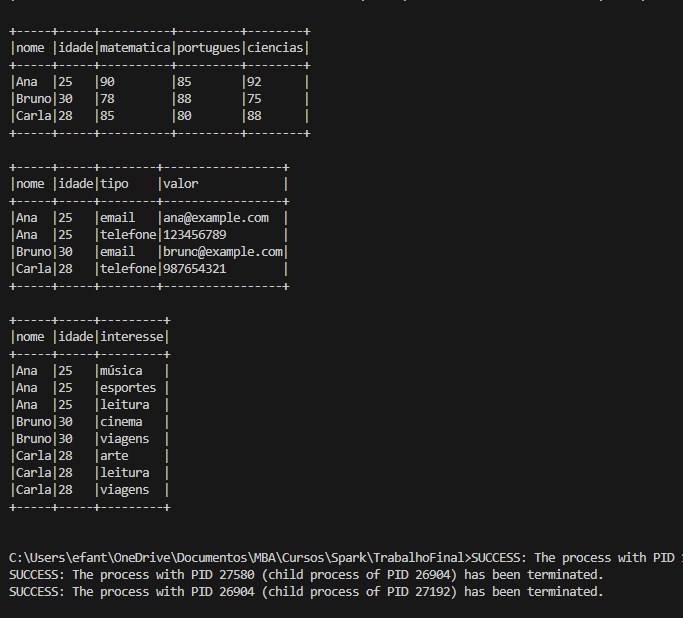 +-----+-----+----------+---------+--------+
|nome |idade|matematica|portugues|ciencias|
+-----+-----+----------+---------+--------+
|Ana  |25   |90        |85       |92      |
|Bruno|30   |78        |88       |75      |
|Carla|28   |85        |80       |88      |
+-----+-----+----------+---------+--------+
+-----+-----+--------+-----------------+
|nome |idade|tipo    |valor            |
+-----+-----+--------+-----------------+
|Ana  |25   |email   |ana@example.com  |
|Ana  |25   |telefone|123456789        |
|Bruno|30   |email   |bruno@example.com|
|Carla|28   |telefone|987654321        |
+-----+-----+--------+-----------------+
+-----+-----+---------+
|nome |idade|interesse|
+-----+-----+---------+
|Ana  |25   |música   |
|Ana  |25   |esportes |
|Ana  |25   |leitura  |
|Bruno|30   |cinema   |
|Bruno|30   |viagens  |
|Carla|28   |arte     |
|Carla|28   |leitura  |
|Carla|28   |viagens  |
+-----+-----+---------+
C:\Users\efant\OneDrive\Documentos\MBA\Cursos\Spark\TrabalhoFinal>SUCCESS: The process with PID
SUCCESS: The process with PID 27580 (child process of PID 26904) has been terminated.
SUCCESS: The process with PID 26904 (child process of PID 27192) has been terminated.